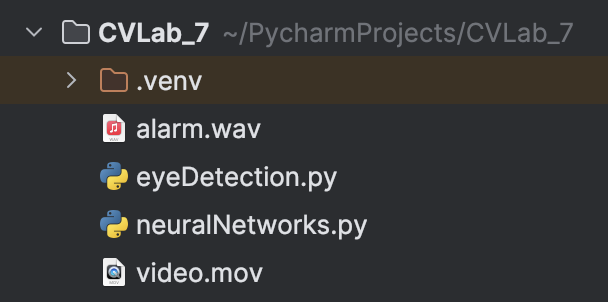 CVLab_7 ~/PycharmProjects/CVLab_7
.venv
alarm.wav
eyeDetection.py
neuralNetworks.py
video.mov